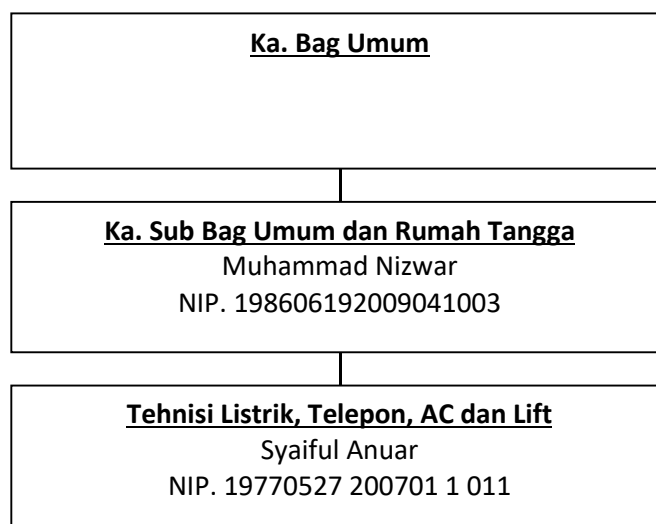 Ka. Bag Umum
Ka. Sub Bag Umum dan Rumah Tangga
Muhammad Nizwar
NIP. 198606192009041003
Tehnisi Listrik, Telepon, AC dan Lift
Syaiful Anuar
NIP. 19770527 200701 1 011